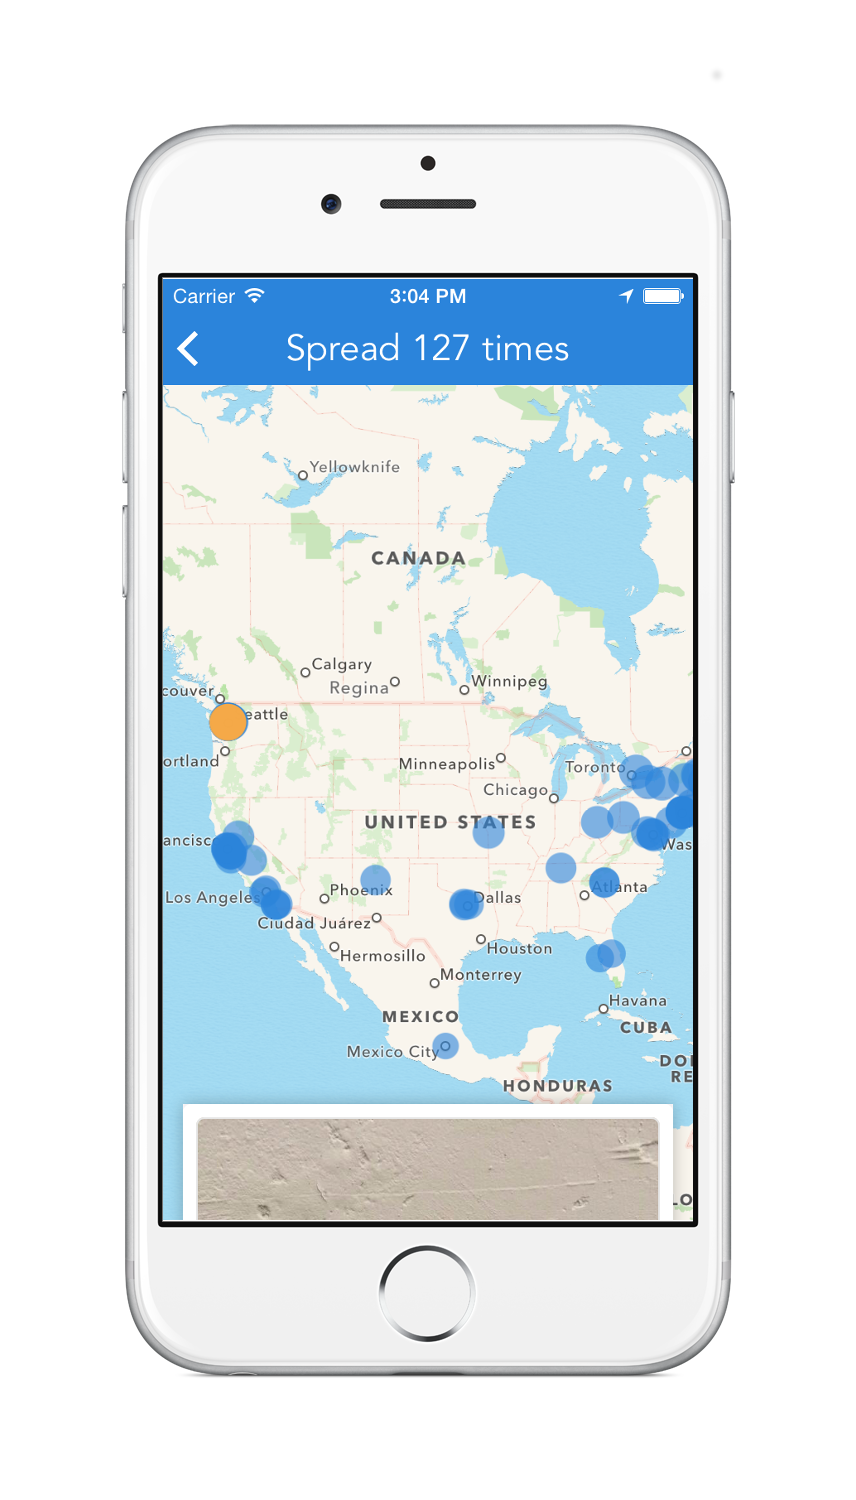 Carrier 3:04 PM
Spread 127 times
Yellowknife
CANADA
Calgary
Regina
Winnipeg
couver
eattle
ortland
Minneapolis
Toronto
Chicago
UNITED STATES
ancisco
Was
Los Angeles
Phoenix
Dallas
Atlanta
Ciudad Juárez
Houston
Hermosillo
Monterrey
Havana
MEXICO
CUBA
Mexico City
DO
RE
HONDURAS
LO